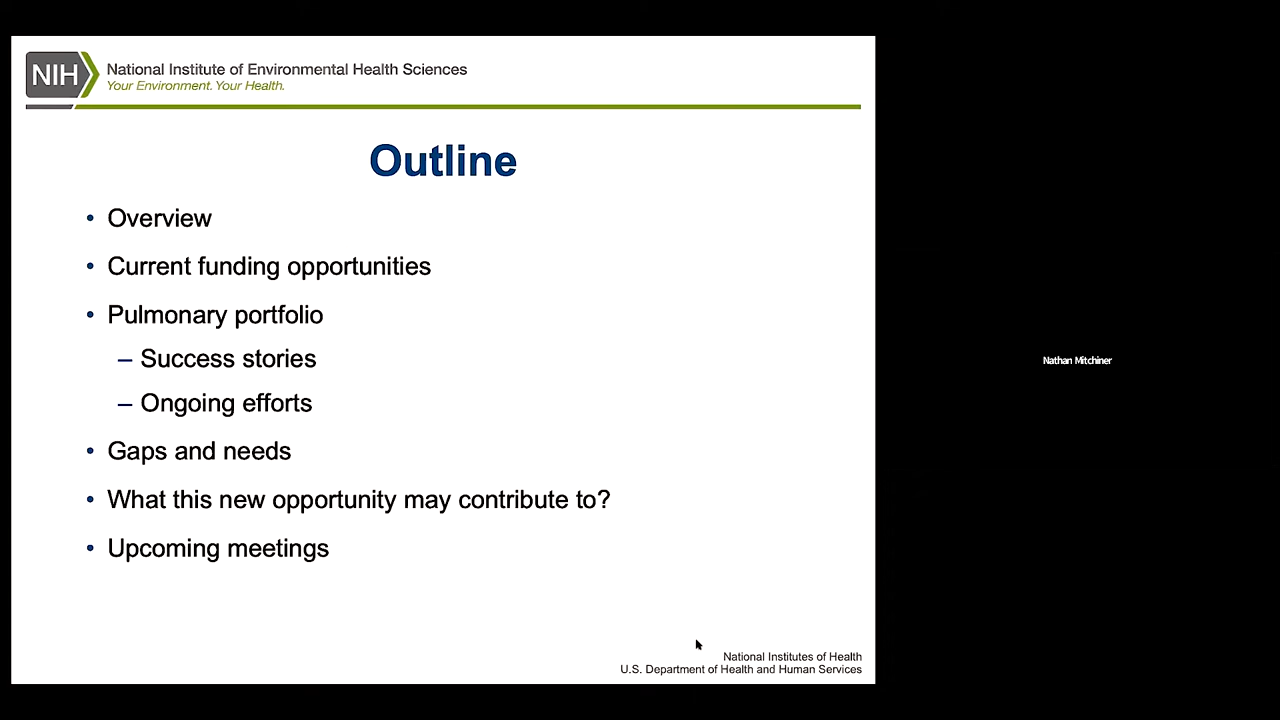 NIH
National Institute of Environmental Health Sciences
Your Environment. Your Health.
Outline
• Overview
• Current funding opportunities
• Pulmonary portfolio
– Success stories
– Ongoing efforts
• Gaps and needs
• What this new opportunity may contribute to?
• Upcoming meetings
National Institutes of Health
U.S. Department of Health and Human Services
Nathan Mitchiner